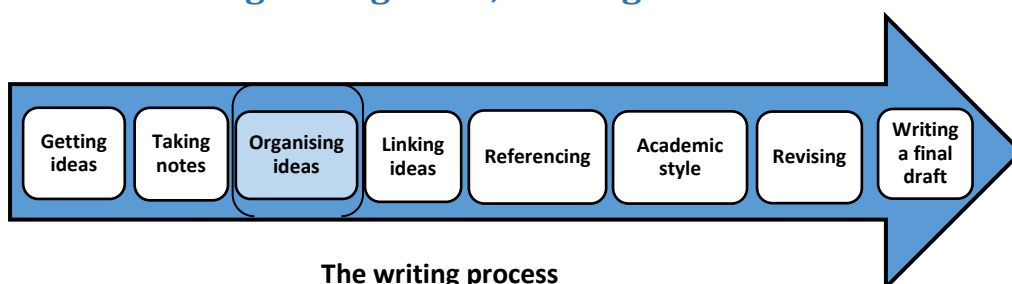 Getting
ideas
Taking
notes
Organising
ideas
Linking
ideas
Referencing
Academic
style
Revising
Writing
a final
draft
The writing process